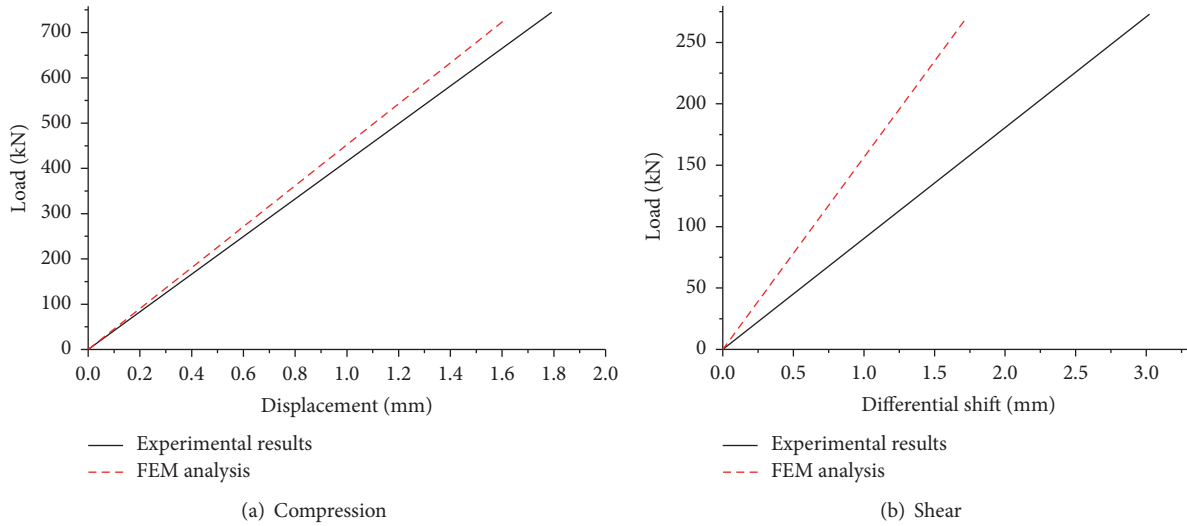 700
600
500
400
300
200
100
0
Load (kN)
0.0 0.2 0.4 0.6 0.8 1.0 1.2 1.4 1.6 1.8 2.0
Displacement (mm)
Experimental results
FEM analysis
(a) Compression
250
200
150
100
50
0
Load (kN)
0.0 0.5 1.0 1.5 2.0 2.5 3.0
Differential shift (mm)
Experimental results
FEM analysis
(b) Shear